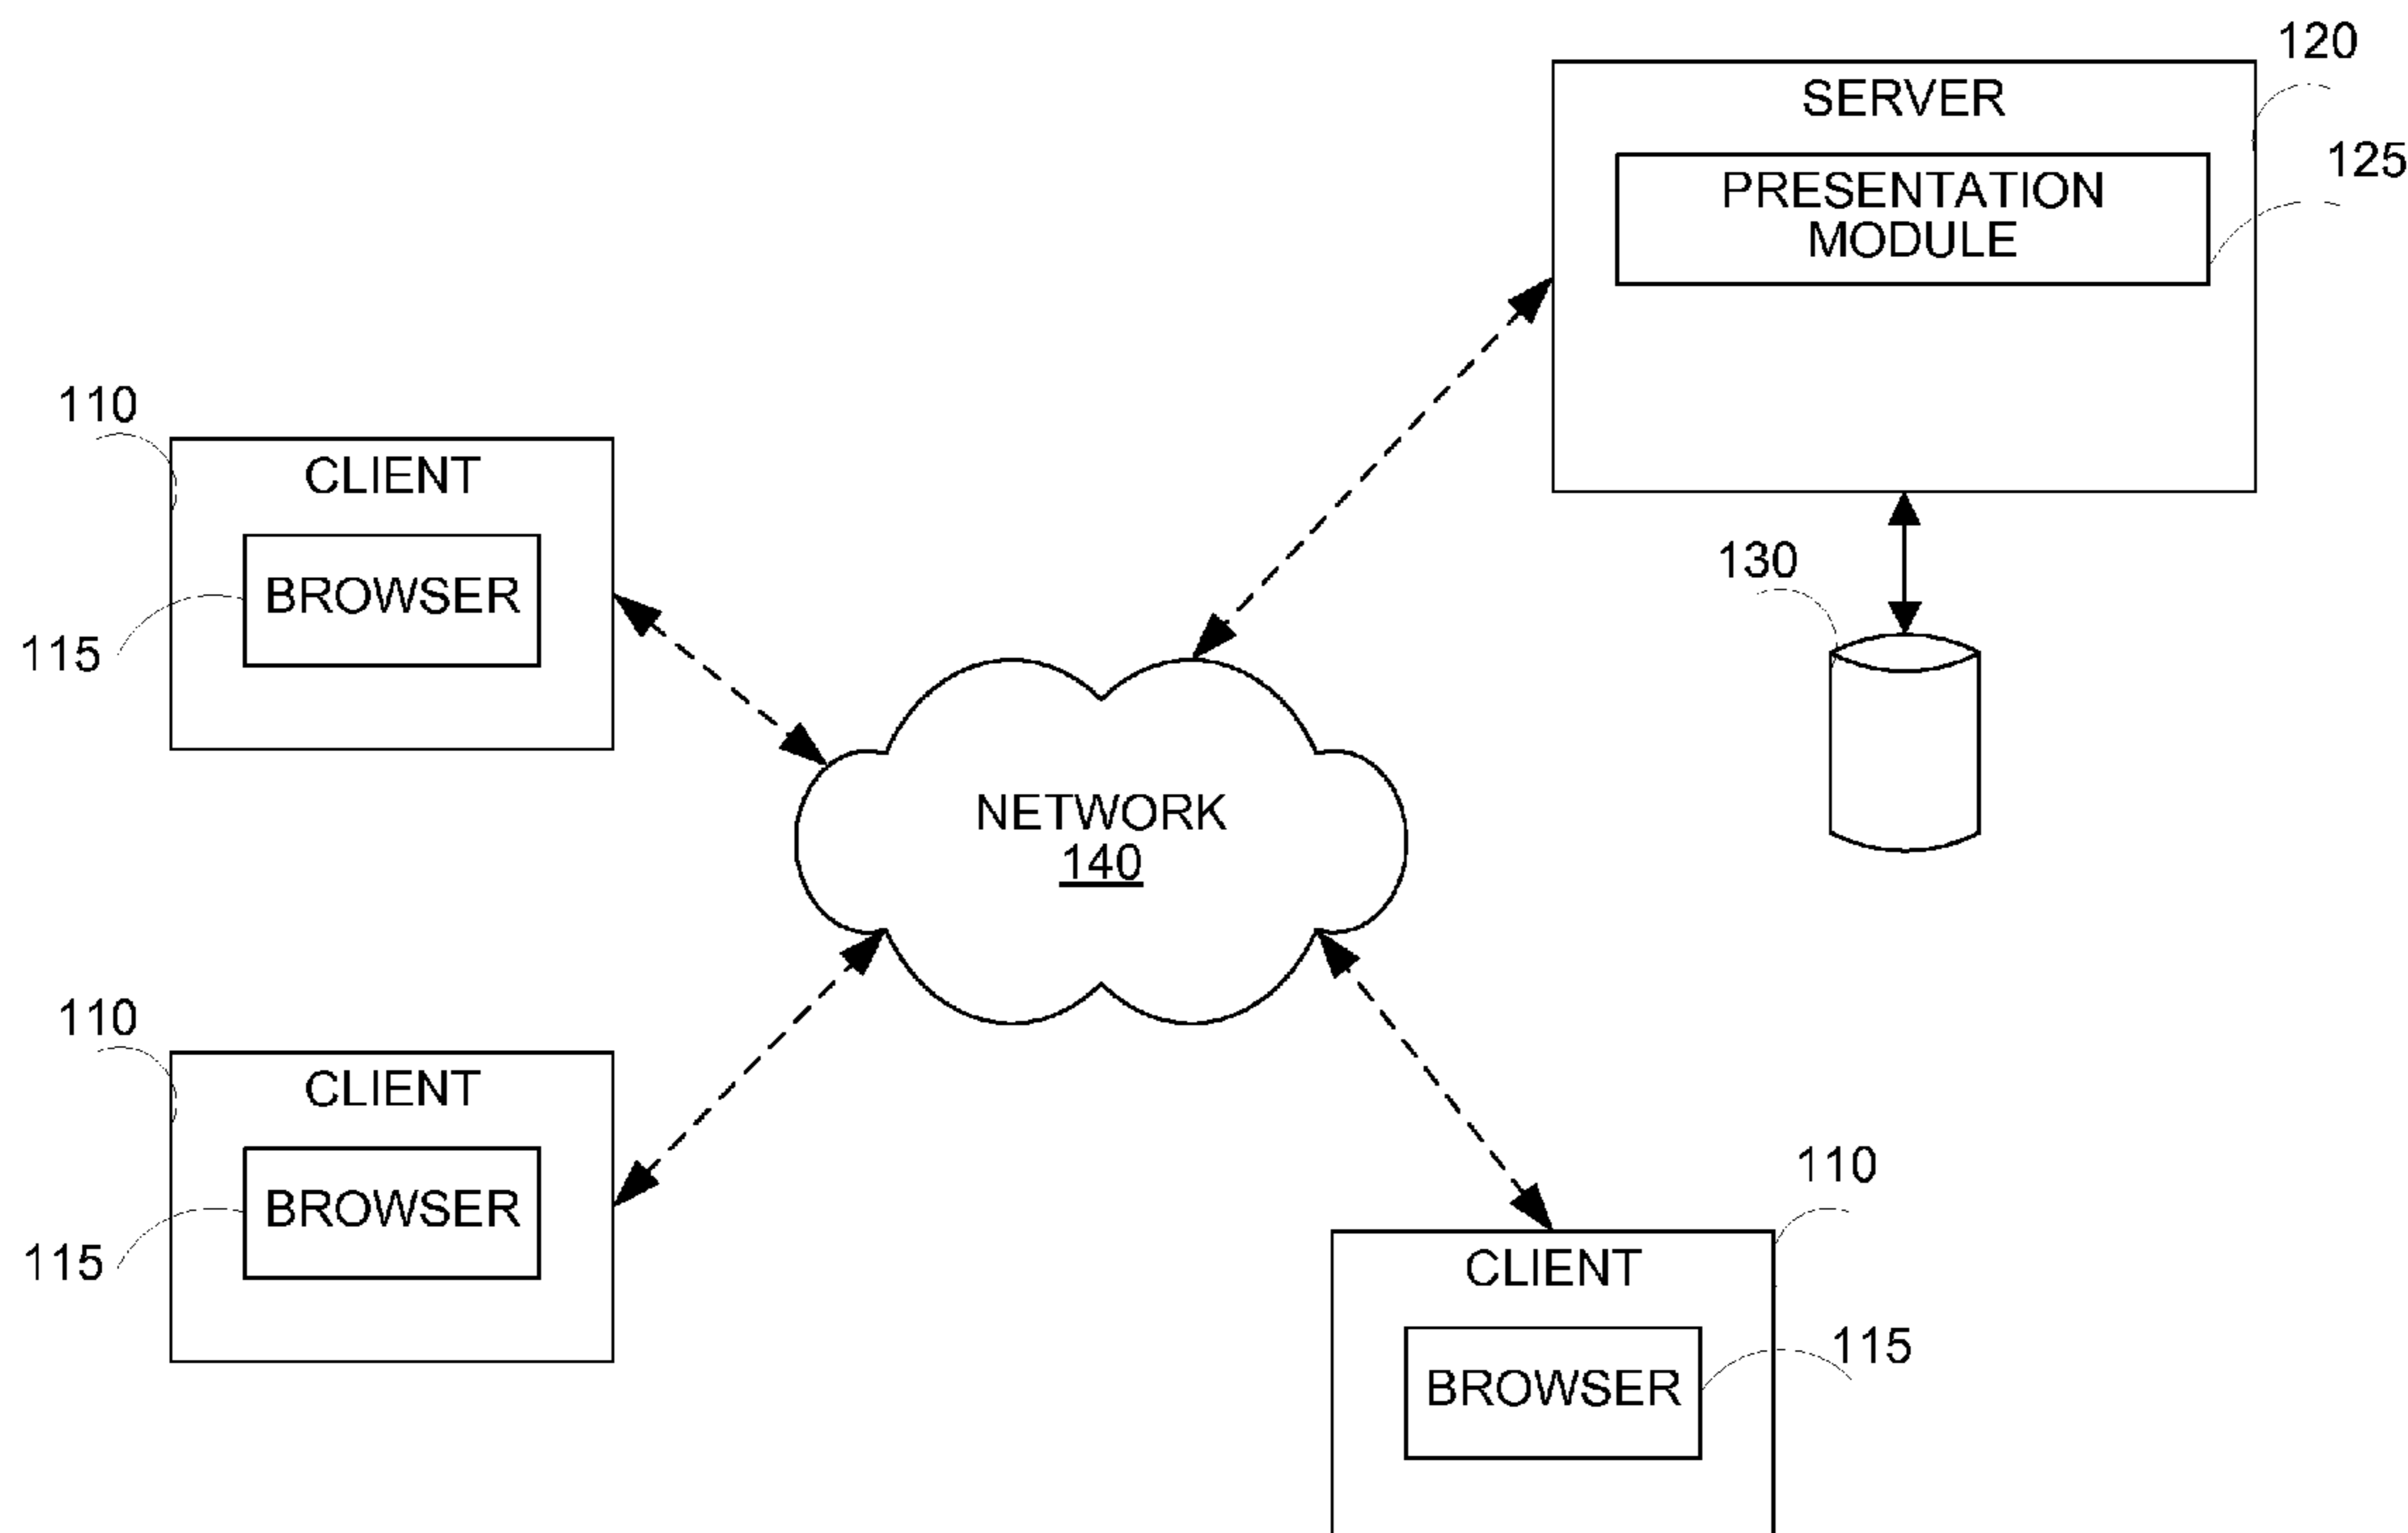 120
SERVER
125
PRESENTATION
MODULE
110
CLIENT
BROWSER
115
130
NETWORK
140
110
CLIENT
BROWSER
115
110
CLIENT
BROWSER
115